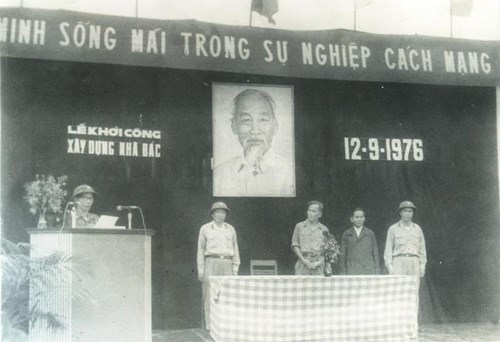 MINH SỐNG MÃI TRONG SỰ NGHIỆP CÁCH MẠNG
LỄ KHỞI CÔNG
XÂY DỰNG NHÀ BÁC
12-9-1976